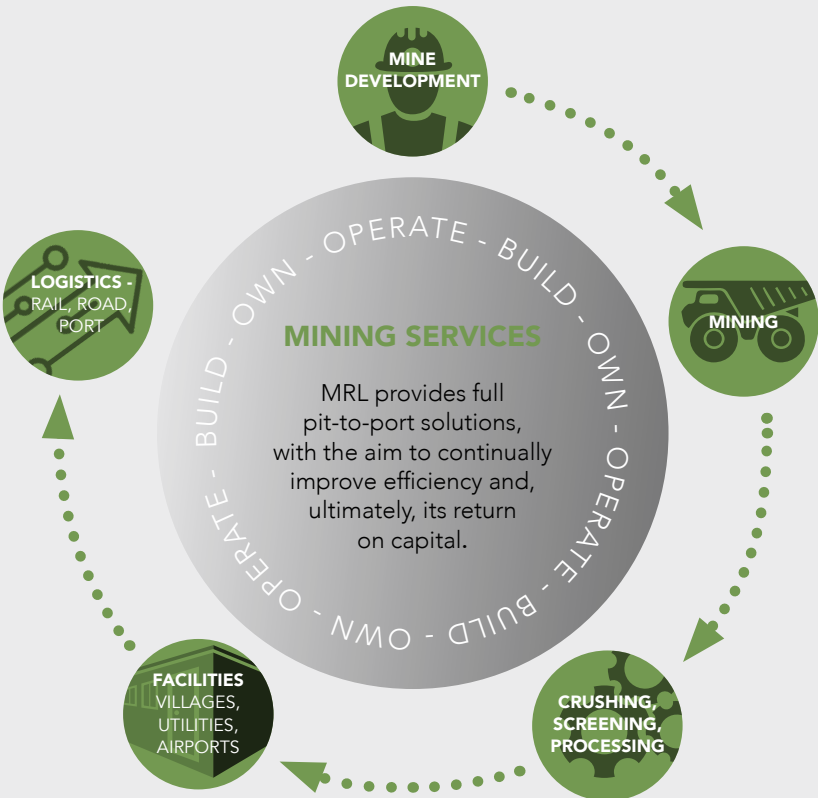 MINE
DEVELOPMENT
MINING
CRUSHING,
SCREENING,
PROCESSING
FACILITIES
VILLAGES,
UTILITIES,
AIRPORTS
LOGISTICS -
RAIL, ROAD,
PORT
BUILD - OWN - OPERATE - BUILD - OWN - OPERATE - BUILD - OWN - OPERATE -
MINING SERVICES
MRL provides full
pit-to-port solutions,
with the aim to continually
improve efficiency and,
ultimately, its return
on capital.